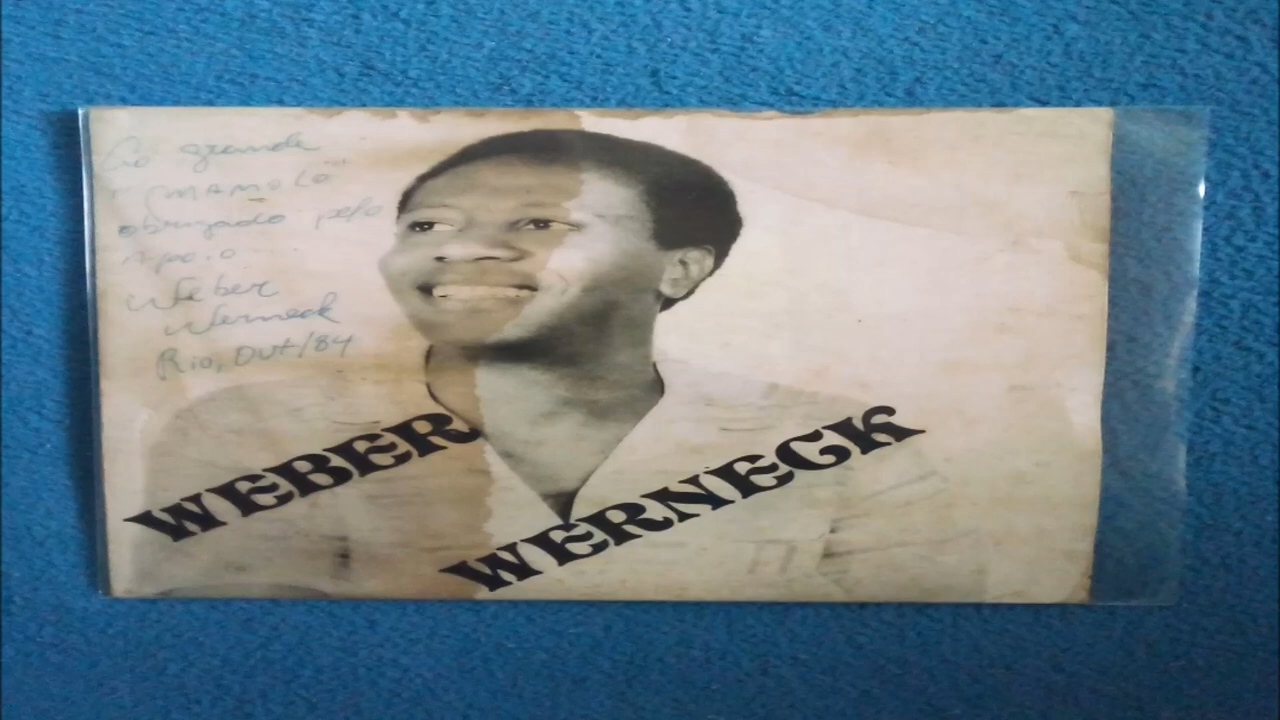 Ao grande
"MAMOLO"
obrigado pelo
Apoio
Weber
Werneck
Rio, Out/84
WEBER
WERNECK